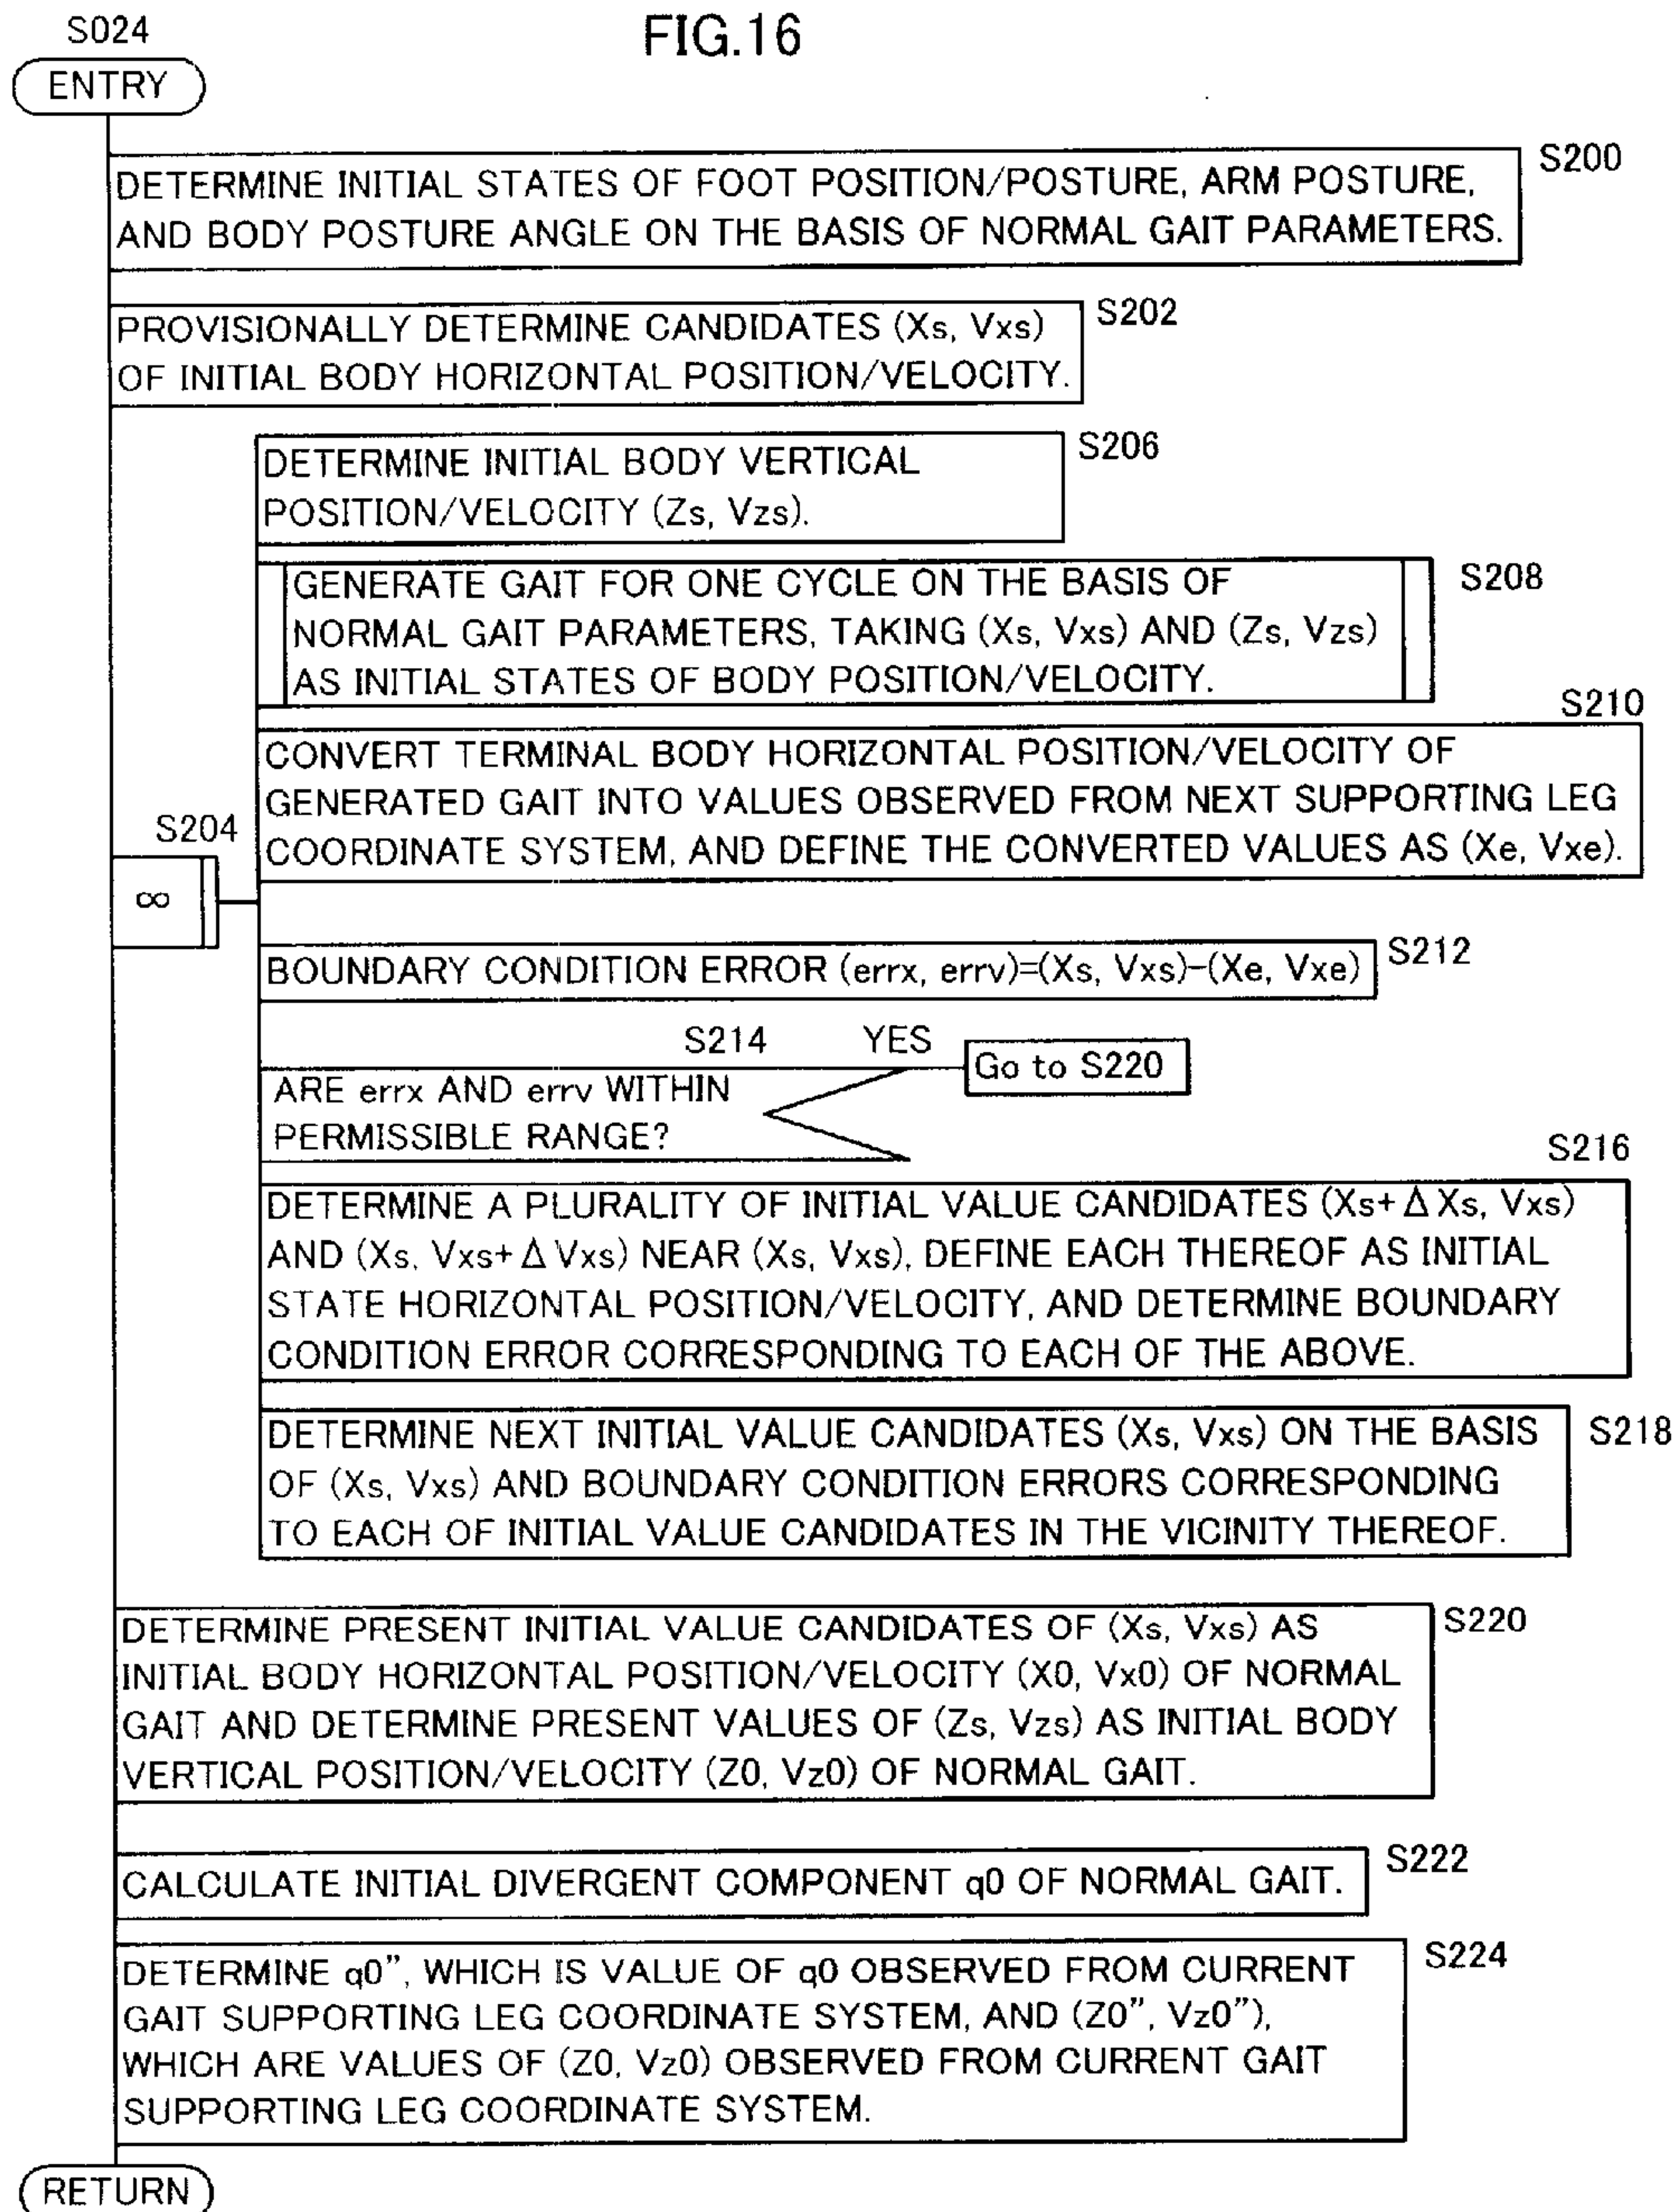 S024
FIG.16
ENTRY
S200
DETERMINE INITIAL STATES OF FOOT POSITION/POSTURE, ARM POSTURE,
AND BODY POSTURE ANGLE ON THE BASIS OF NORMAL GAIT PARAMETERS.
S202
PROVISIONALLY DETERMINE CANDIDATES (Xs, Vxs)
OF INITIAL BODY HORIZONTAL POSITION/VELOCITY.
S206
DETERMINE INITIAL BODY VERTICAL
POSITION/VELOCITY (Zs, Vzs).
S208
GENERATE GAIT FOR ONE CYCLE ON THE BASIS OF
NORMAL GAIT PARAMETERS, TAKING (Xs, Vxs) AND (Zs, Vzs)
AS INITIAL STATES OF BODY POSITION/VELOCITY.
S210
CONVERT TERMINAL BODY HORIZONTAL POSITION/VELOCITY OF
GENERATED GAIT INTO VALUES OBSERVED FROM NEXT SUPPORTING LEG
COORDINATE SYSTEM, AND DEFINE THE CONVERTED VALUES AS (Xe, Vxe).
S204
∞
S212
BOUNDARY CONDITION ERROR (errx, errv)=(Xs, Vxs)-(Xe, Vxe)
S214 YES
Go to S220
ARE errx AND errv WITHIN
PERMISSIBLE RANGE?
S216
DETERMINE A PLURALITY OF INITIAL VALUE CANDIDATES (Xs+ΔXs, Vxs)
AND (Xs, Vxs+ΔVxs) NEAR (Xs, Vxs), DEFINE EACH THEREOF AS INITIAL
STATE HORIZONTAL POSITION/VELOCITY, AND DETERMINE BOUNDARY
CONDITION ERROR CORRESPONDING TO EACH OF THE ABOVE.
S218
DETERMINE NEXT INITIAL VALUE CANDIDATES (Xs, Vxs) ON THE BASIS
OF (Xs, Vxs) AND BOUNDARY CONDITION ERRORS CORRESPONDING
TO EACH OF INITIAL VALUE CANDIDATES IN THE VICINITY THEREOF.
S220
DETERMINE PRESENT INITIAL VALUE CANDIDATES OF (Xs, Vxs) AS
INITIAL BODY HORIZONTAL POSITION/VELOCITY (X0, Vx0) OF NORMAL
GAIT AND DETERMINE PRESENT VALUES OF (Zs, Vzs) AS INITIAL BODY
VERTICAL POSITION/VELOCITY (Z0, Vz0) OF NORMAL GAIT.
S222
CALCULATE INITIAL DIVERGENT COMPONENT q0 OF NORMAL GAIT.
S224
DETERMINE q0”, WHICH IS VALUE OF q0 OBSERVED FROM CURRENT
GAIT SUPPORTING LEG COORDINATE SYSTEM, AND (Z0”, Vz0”),
WHICH ARE VALUES OF (Z0, Vz0) OBSERVED FROM CURRENT GAIT
SUPPORTING LEG COORDINATE SYSTEM.
RETURN